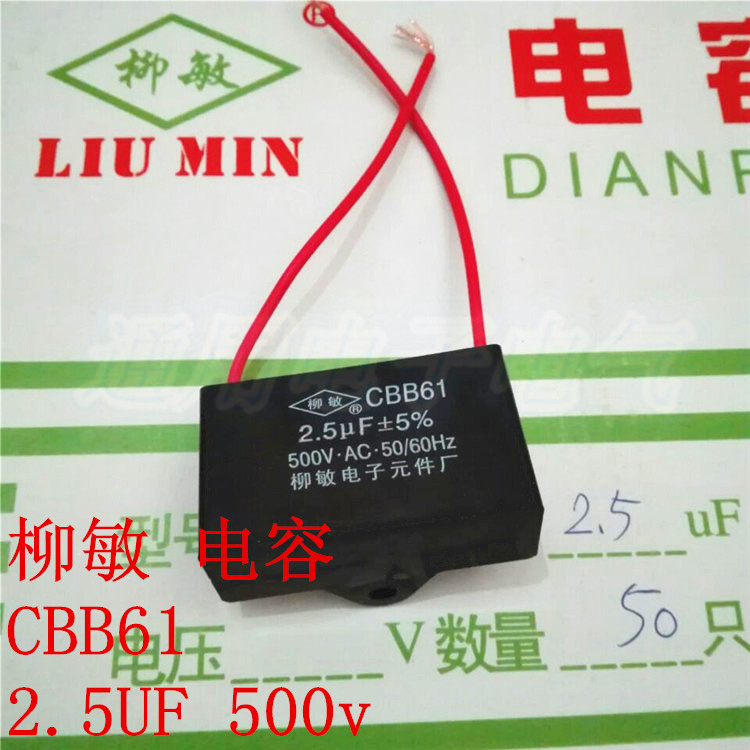 柳敏
®
LIU MIN
电容
DIANR
柳敏® CBB61
2.5μF±5%
500V·AC·50/60Hz
柳敏电子元件厂
型号 2.5 uF
电压 V 数量 50 只
柳敏 电容
CBB61
2.5UF 500v